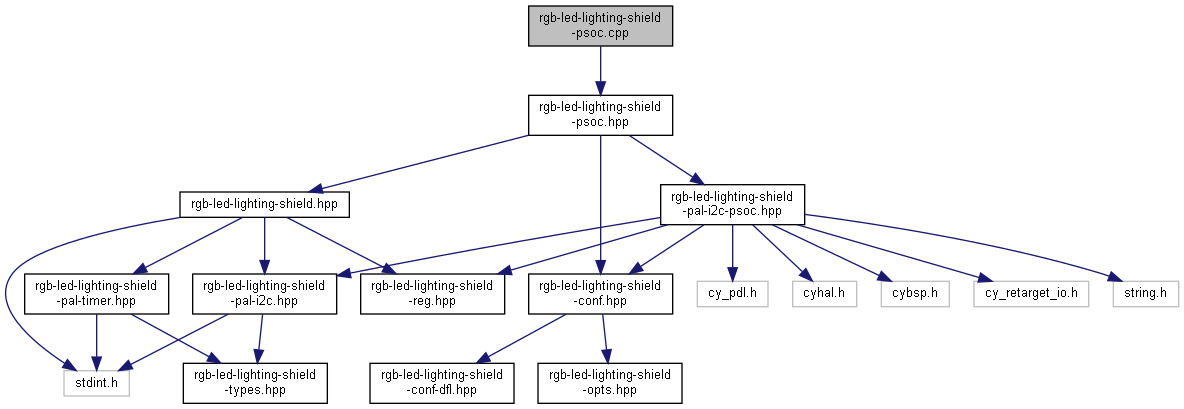 rgb-led-lighting-shield
-psoc.cpp
rgb-led-lighting-shield
-psoc.hpp
rgb-led-lighting-shield.hpp
rgb-led-lighting-shield
-pal-i2c-psoc.hpp
rgb-led-lighting-shield
-pal-timer.hpp
rgb-led-lighting-shield
-pal-i2c.hpp
rgb-led-lighting-shield
-reg.hpp
rgb-led-lighting-shield
-conf.hpp
cy_pdl.h
cyhal.h
cybsp.h
cy_retarget_io.h
string.h
stdint.h
rgb-led-lighting-shield
-types.hpp
rgb-led-lighting-shield
-conf-dfl.hpp
rgb-led-lighting-shield
-opts.hpp